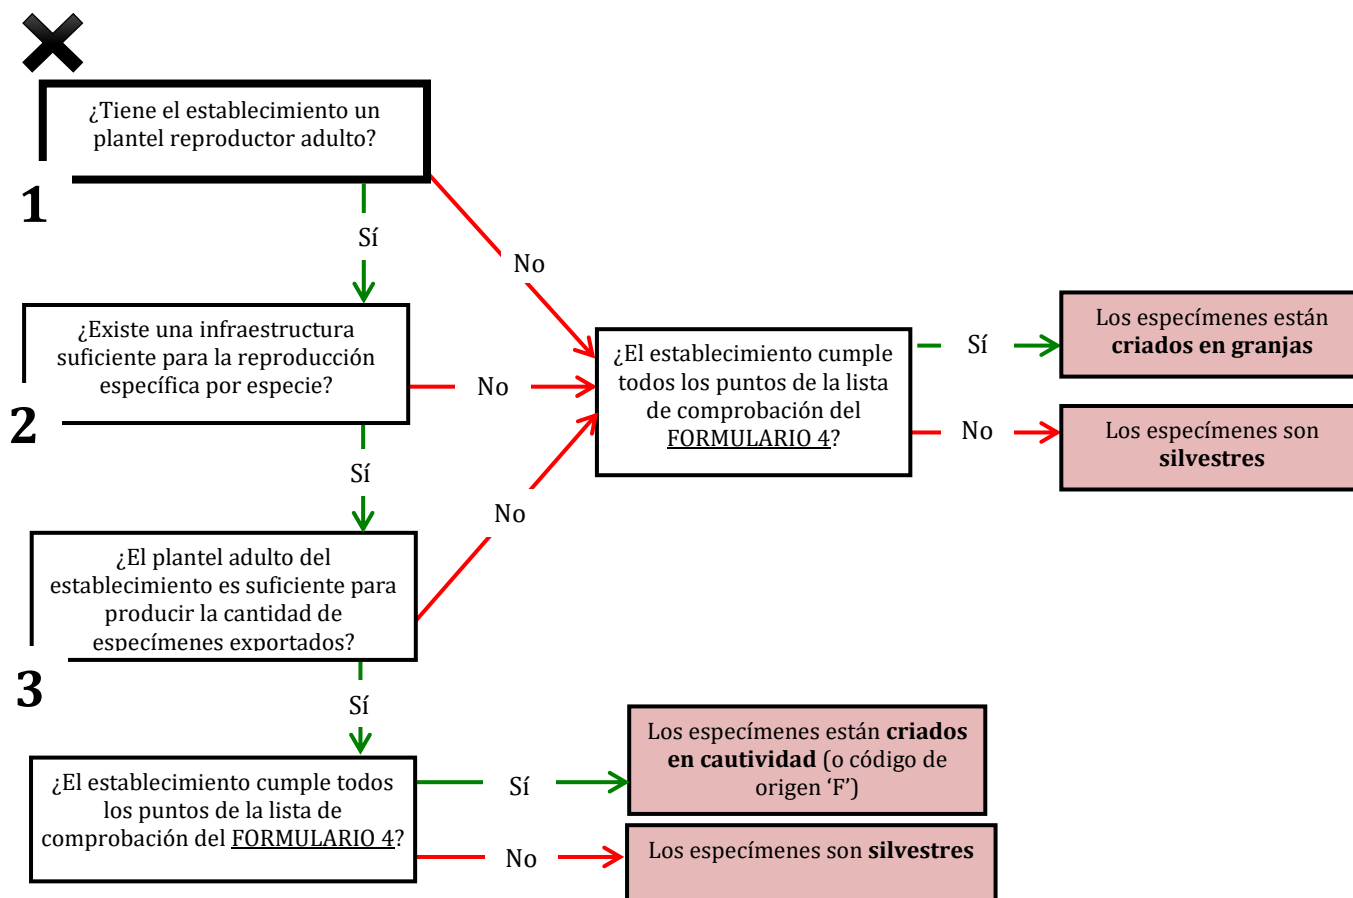 ¿Tiene el establecimiento un
plantel reproductor adulto?
1
Sí
No
¿Existe una infraestructura
suficiente para la reproducción
específica por especie?
2
No
¿El establecimiento cumple
todos los puntos de la lista
de comprobación del
FORMULARIO 4?
Sí
Los especímenes están
criados en granjas
No
Los especímenes son
silvestres
Sí
No
¿El plantel adulto del
establecimiento es suficiente para
producir la cantidad de
especímenes exportados?
3
Sí
¿El establecimiento cumple todos
los puntos de la lista de
comprobación del FORMULARIO 4?
Sí
Los especímenes están criados
en cautividad (o código de
origen ‘F’)
No
Los especímenes son silvestres